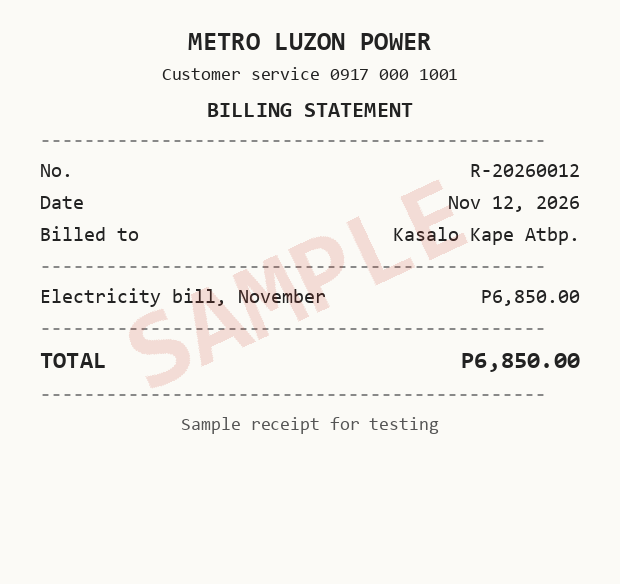 METRO LUZON POWER
Customer service 0917 000 1001
BILLING STATEMENT
No. R-20260012
Date Nov 12, 2026
Billed to Kasalo Kape Atbp.
Electricity bill, November P6,850.00
TOTAL P6,850.00
Sample receipt for testing
SAMPLE